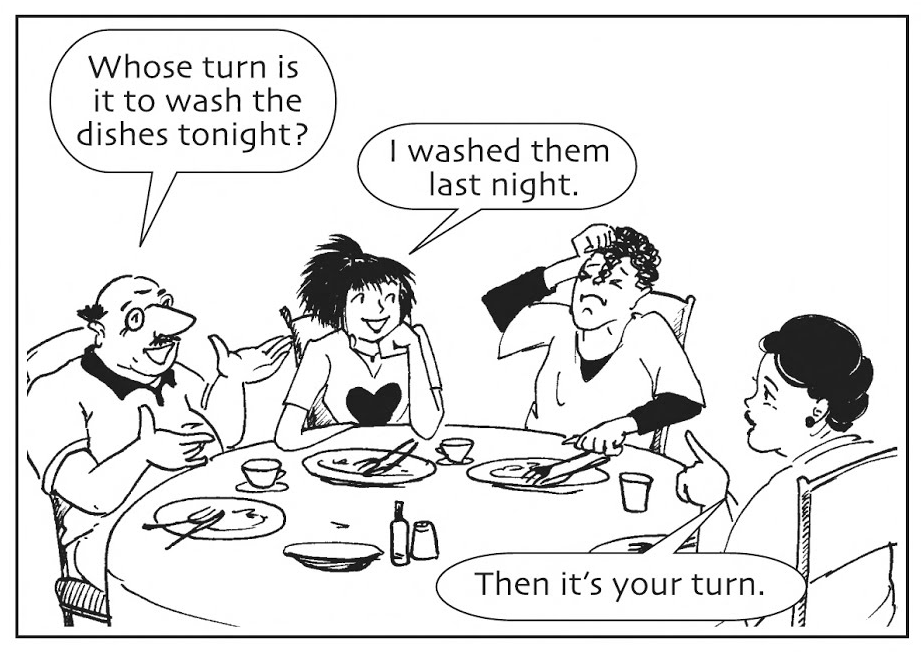 Whose turn is
it to wash the
dishes tonight?
I washed them
last night.
Then it's your turn.